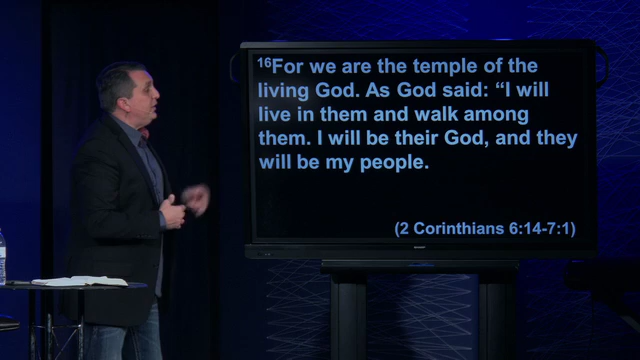 ¹⁶For we are the temple of the
living God. As God said: “I will
live in them and walk among
them. I will be their God, and they
will be my people.
(2 Corinthians 6:14-7:1)
SHARP